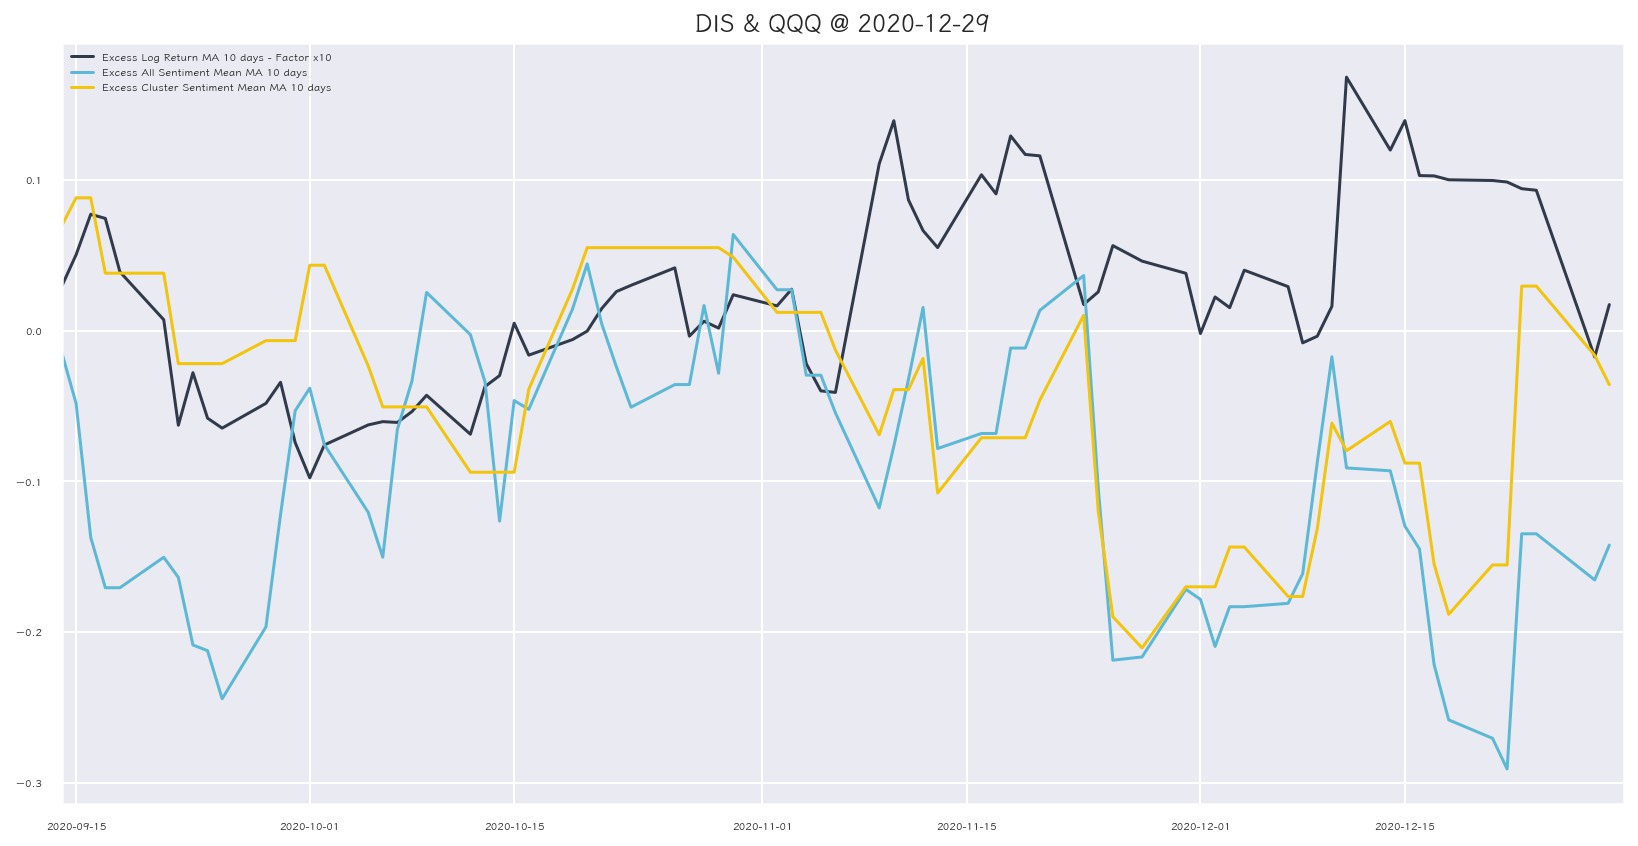 DIS & QQQ @ 2020-12-29
Excess Log Return MA 10 days - Factor x10
Excess All Sentiment Mean MA 10 days
Excess Cluster Sentiment Mean MA 10 days
0.1
0.0
−0.1
−0.2
−0.3
2020-09-15 2020-10-01 2020-10-15 2020-11-01 2020-11-15 2020-12-01 2020-12-15